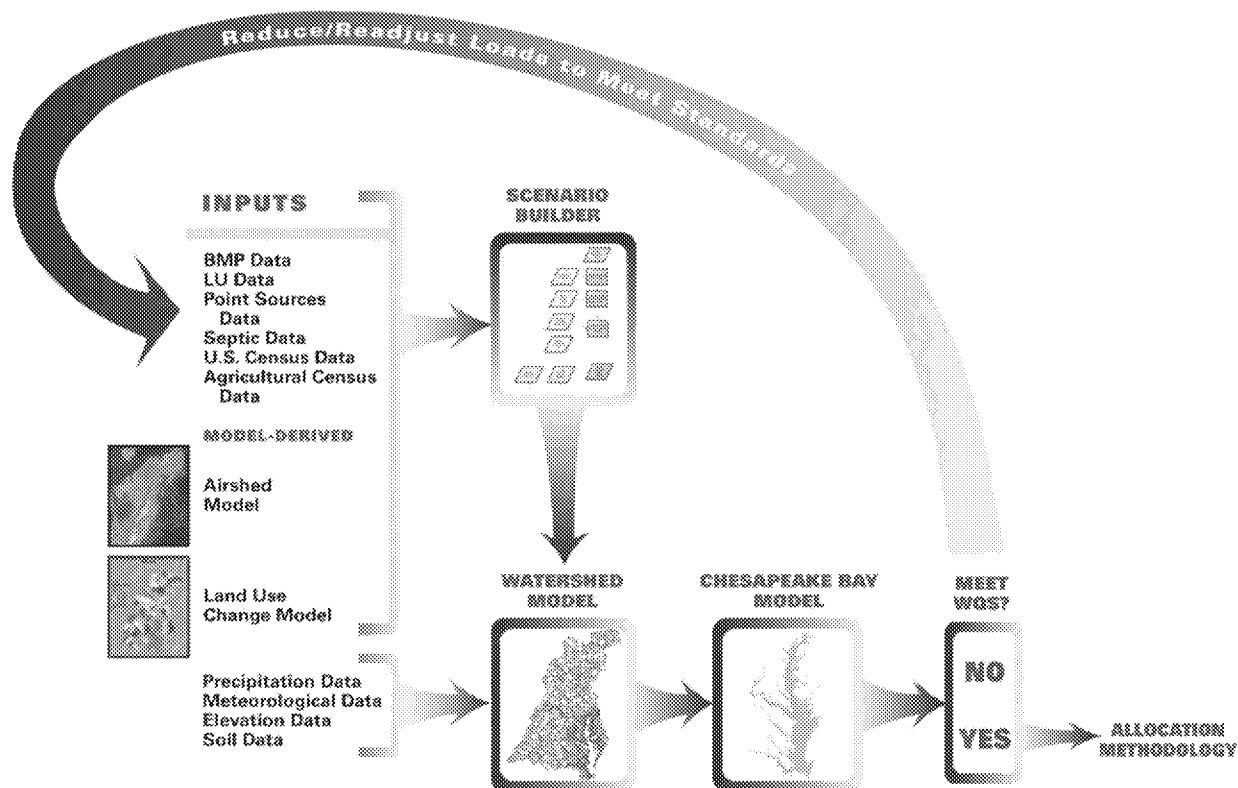 Reduce/Readjust Loads to Meet Standards
INPUTS
BMP Data
LU Data
Point Sources
Data
Septic Data
U.S. Census Data
Agricultural Census
Data
MODEL-DERIVED
Airshed
Model
Land Use
Change Model
Precipitation Data
Meteorological Data
Elevation Data
Soil Data
SCENARIO
BUILDER
WATERSHED
MODEL
CHESAPEAKE BAY
MODEL
MEET
WQS?
NO
YES
ALLOCATION
METHODOLOGY